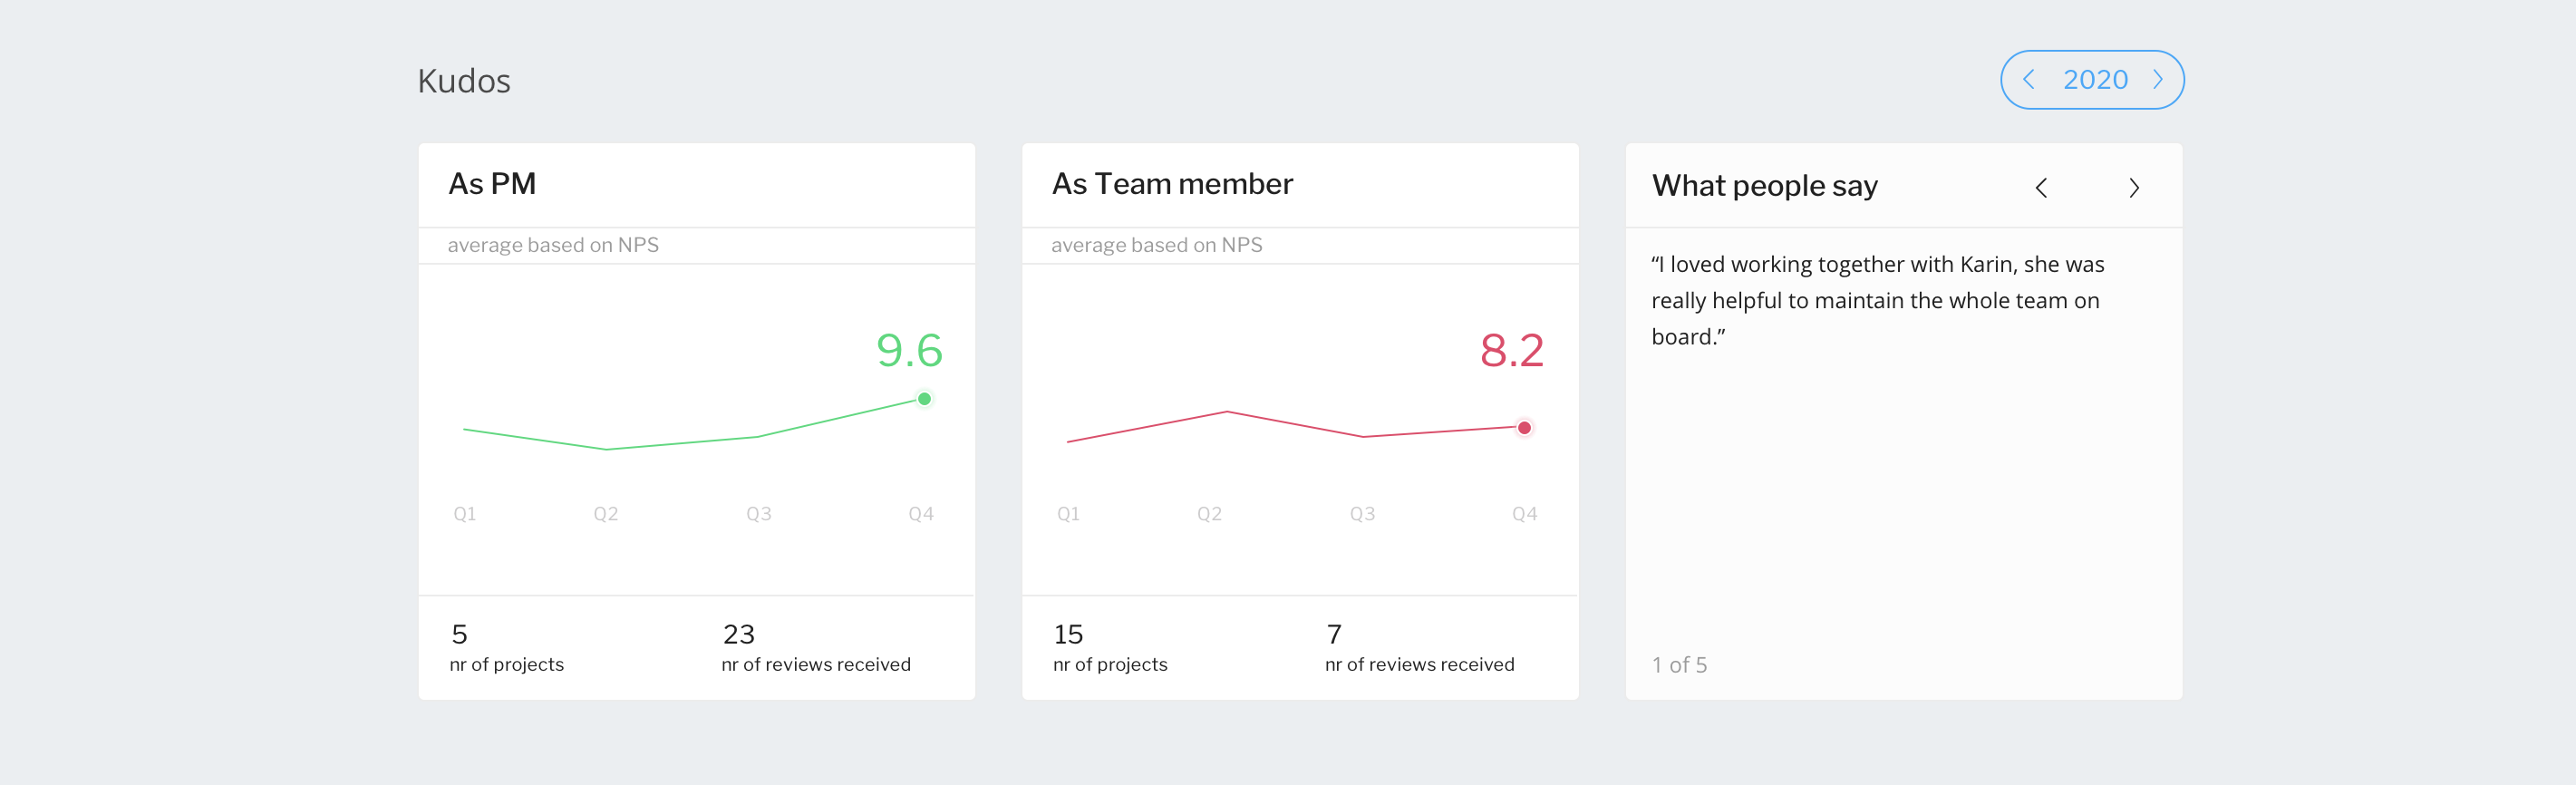 Kudos
2020
As PM
average based on NPS
9.6
Q1 Q2 Q3 Q4
5
nr of projects
23
nr of reviews received
As Team member
average based on NPS
8.2
Q1 Q2 Q3 Q4
15
nr of projects
7
nr of reviews received
What people say
“I loved working together with Karin, she was
really helpful to maintain the whole team on
board.”
1 of 5